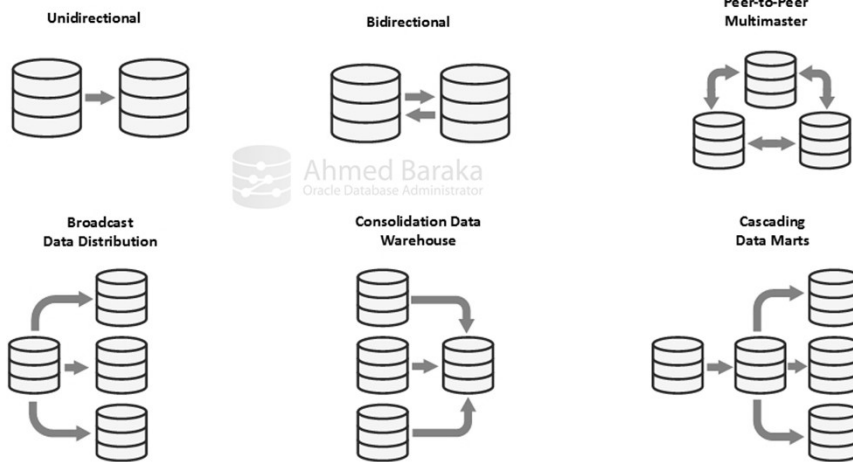 Unidirectional
Bidirectional
Peer-to-Peer
Multimaster
Ahmed Baraka
Oracle Database Administrator
Broadcast
Data Distribution
Consolidation Data
Warehouse
Cascading
Data Marts